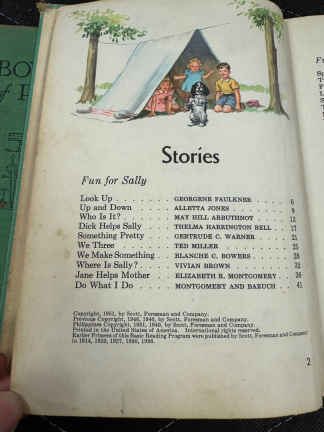 Stories
Fun for Sally
Look Up . . . . . . GEORGENE FAULKNER . . . 6
Up and Down . . . . . ALLETTA JONES . . . . 9
Who Is It? . . . . . . MAY HILL ARBUTHNOT . . 12
Dick Helps Sally . . . . THELMA HARRINGTON BELL . 17
Something Pretty . . . . GERTRUDE C. WARNER . . 21
We Three . . . . . . TED MILLER . . . . . 25
We Make Something . . . BLANCHE C. BOWERS . . 28
Where Is Sally? . . . . . VIVIAN BROWN . . . . 32
Jane Helps Mother . . . ELIZABETH R. MONTGOMERY . 36
Do What I Do . . . . . MONTGOMERY AND BARUCH . 41
Copyright, 1951, by Scott, Foresman and Company.
Previous Copyright, 1946, 1940, by Scott, Foresman and Company.
Philippines Copyright, 1951, 1946, by Scott, Foresman and Company.
Printed in the United States of America. International rights reserved.
Earlier Primers of this Basic Reading Program were published by Scott, Foresman and Company
in 1914, 1920, 1927, 1930, 1936.
2